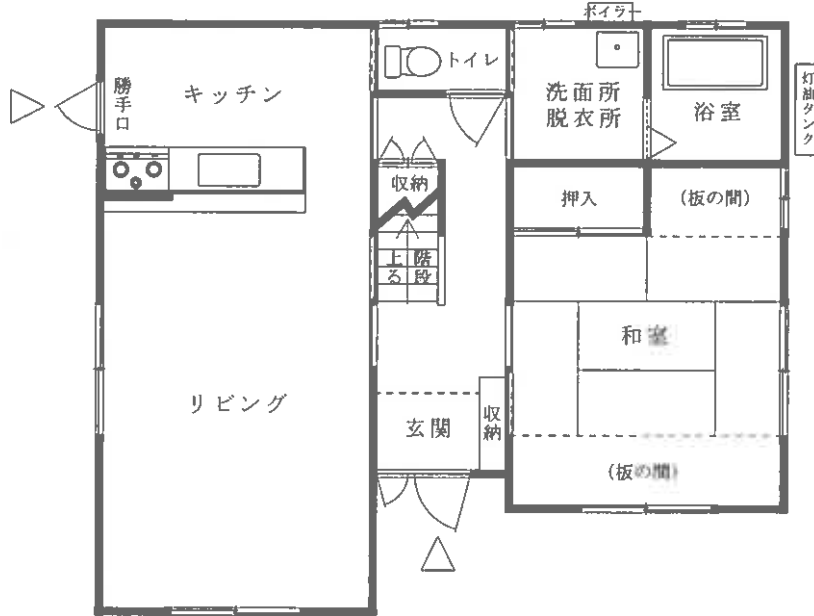 ボイラー
トイレ
キッチン
勝手口
洗面所
脱衣所
浴室
灯油タンク
収納
押入
(板の間)
階段
上る
和室
リビング
玄関
収納
(板の間)